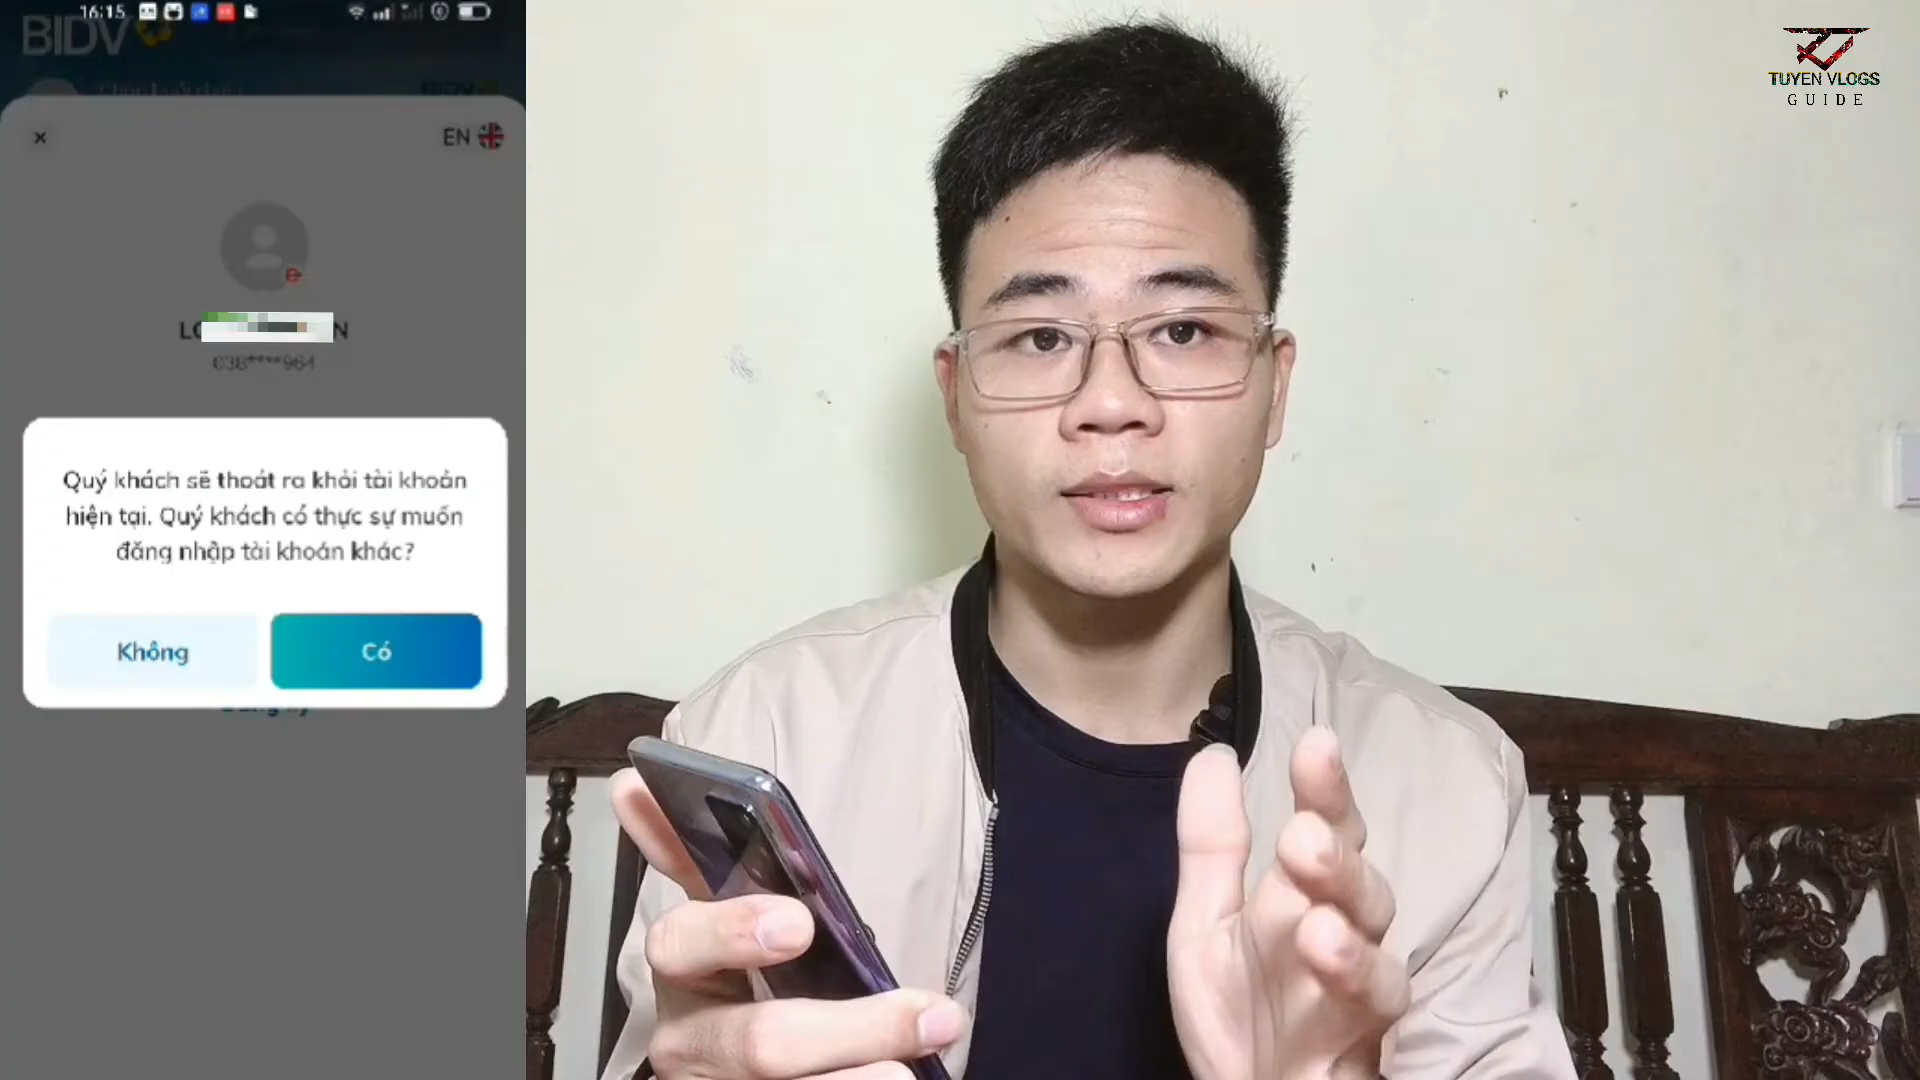 16:15
BIDV
EN
LO
N
038****964
Quý khách sẽ thoát ra khỏi tài khoản
hiện tại. Quý khách có thực sự muốn
đăng nhập tài khoản khác?
Không
Có
TUYEN VLOGS
GUIDE